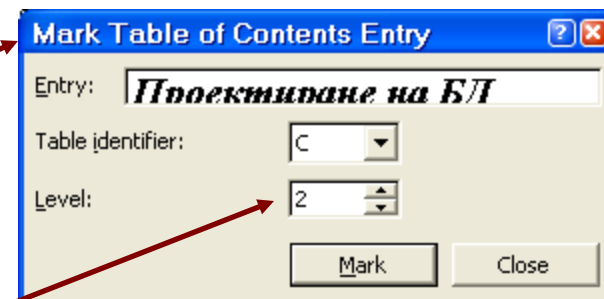 Mark Table of Contents Entry
Entry: Проектиране на БД
Table identifier: C
Level: 2
Mark Close